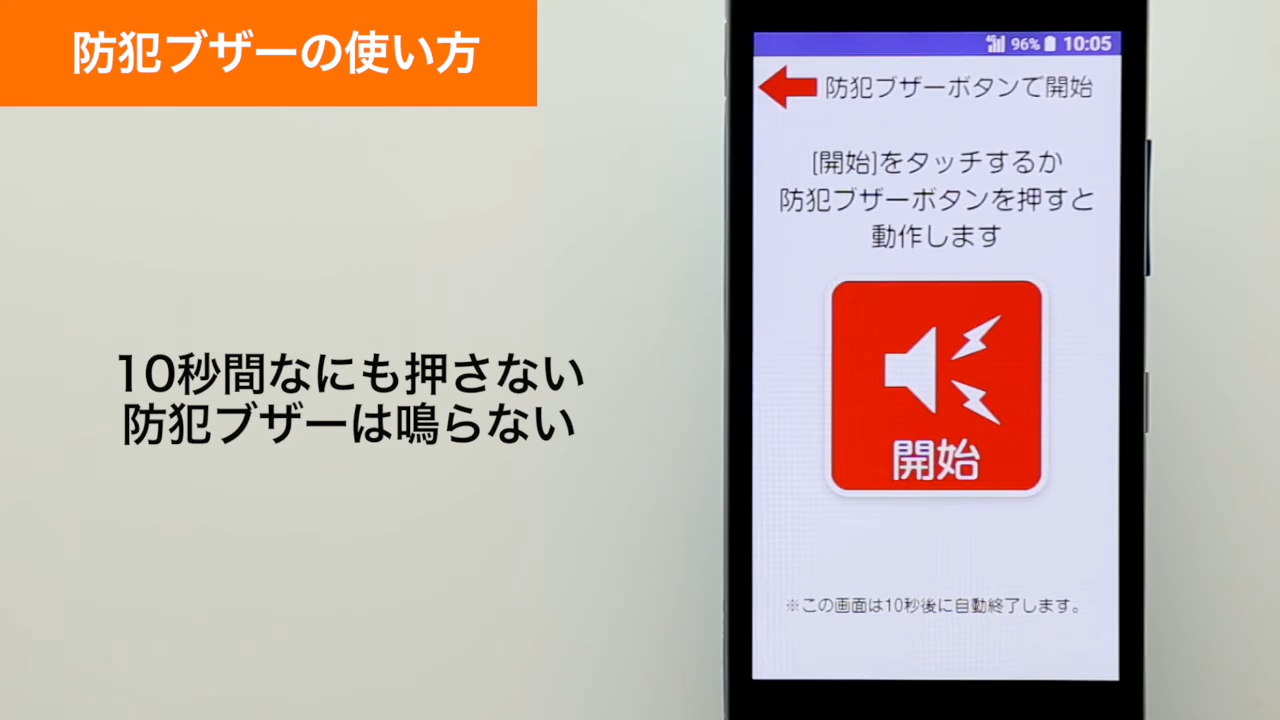 防犯ブザーの使い方
96% 10:05
防犯ブザーボタンで開始
[開始]をタッチするか
防犯ブザーボタンを押すと
動作します
開始
※この画面は10秒後に自動終了します。
10秒間なにも押さない
防犯ブザーは鳴らない